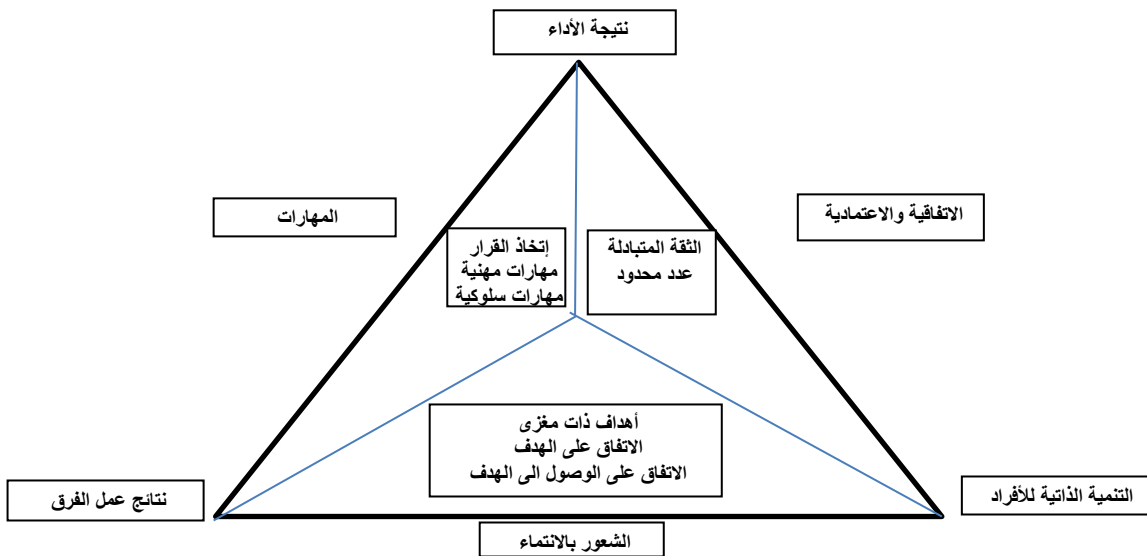 نتيجة الأداء
الاتفاقية والاعتمادية
المهارات
الثقة المتبادلة
عدد محدود
إتخاذ القرار
مهارات مهنية
مهارات سلوكية
أهداف ذات مغزى
الاتفاق على الهدف
الاتفاق على الوصول الى الهدف
التنمية الذاتية للأفراد
نتائج عمل الفرق
الشعور بالانتماء